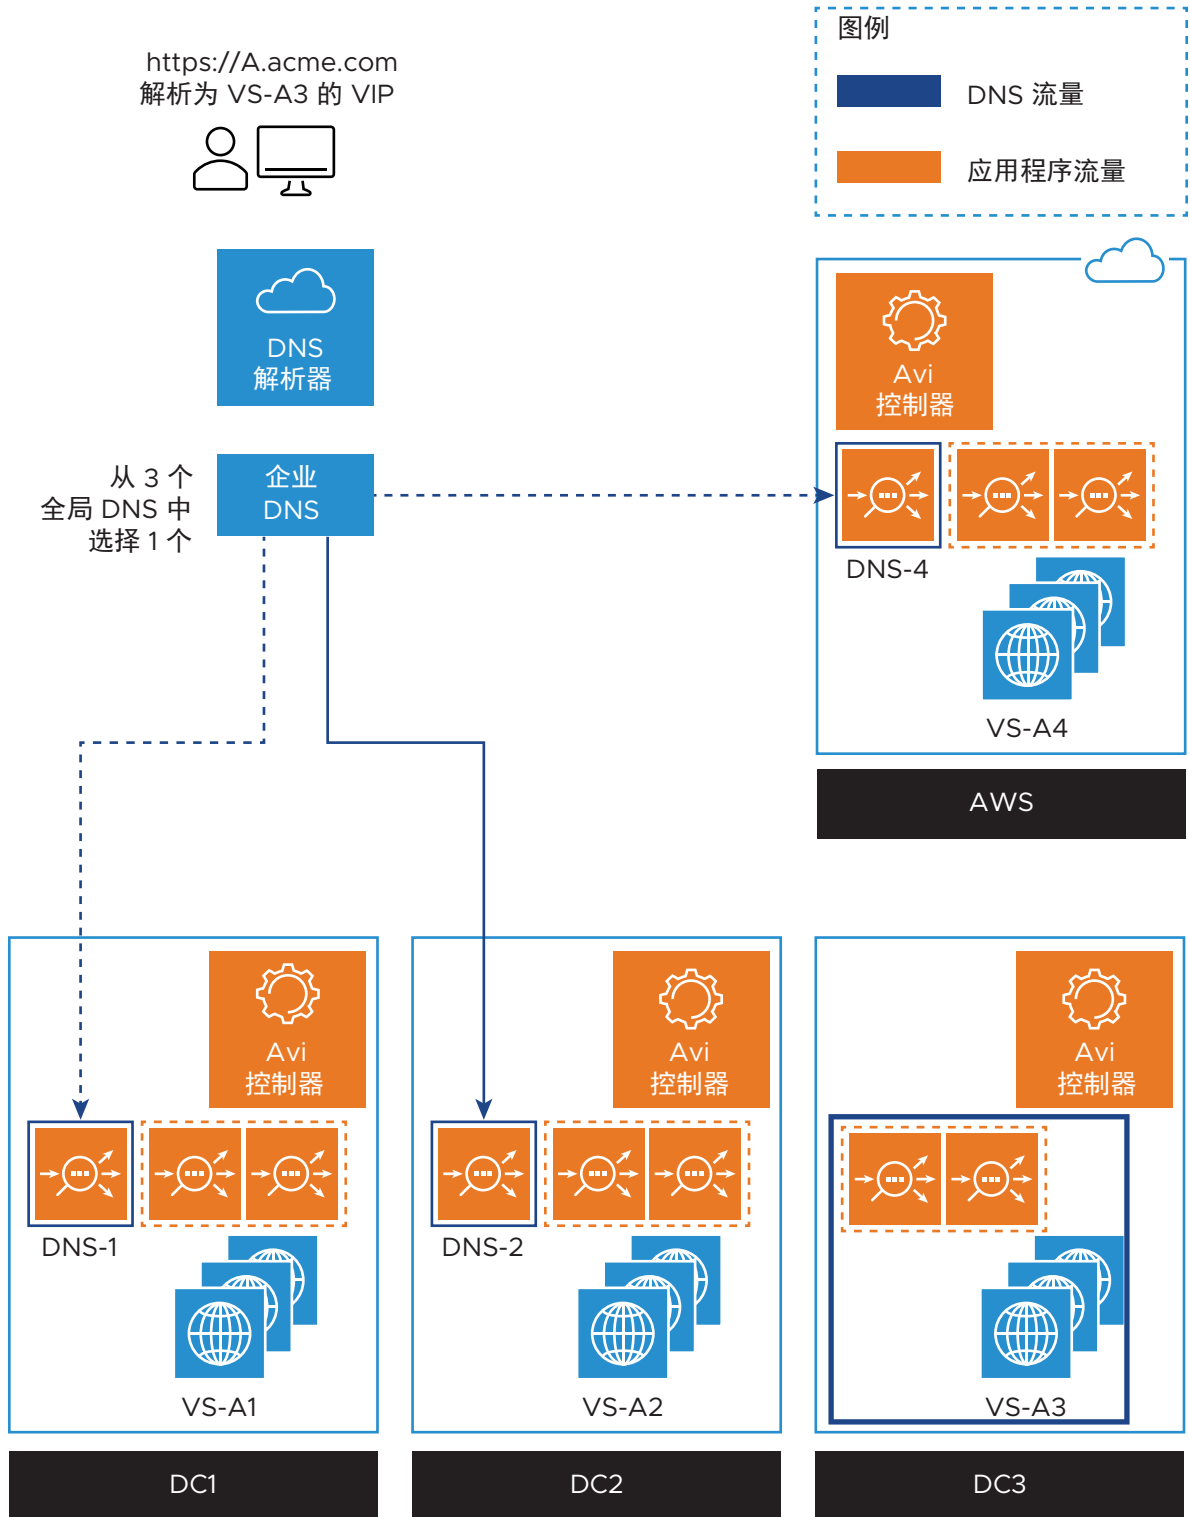 https://A.acme.com
解析为 VS-A3 的 VIP
图例
DNS 流量
应用程序流量
DNS
解析器
从 3 个
全局 DNS 中
选择 1 个
企业
DNS
Avi
控制器
DNS-4
VS-A4
AWS
Avi
控制器
DNS-1
VS-A1
DC1
Avi
控制器
DNS-2
VS-A2
DC2
Avi
控制器
VS-A3
DC3